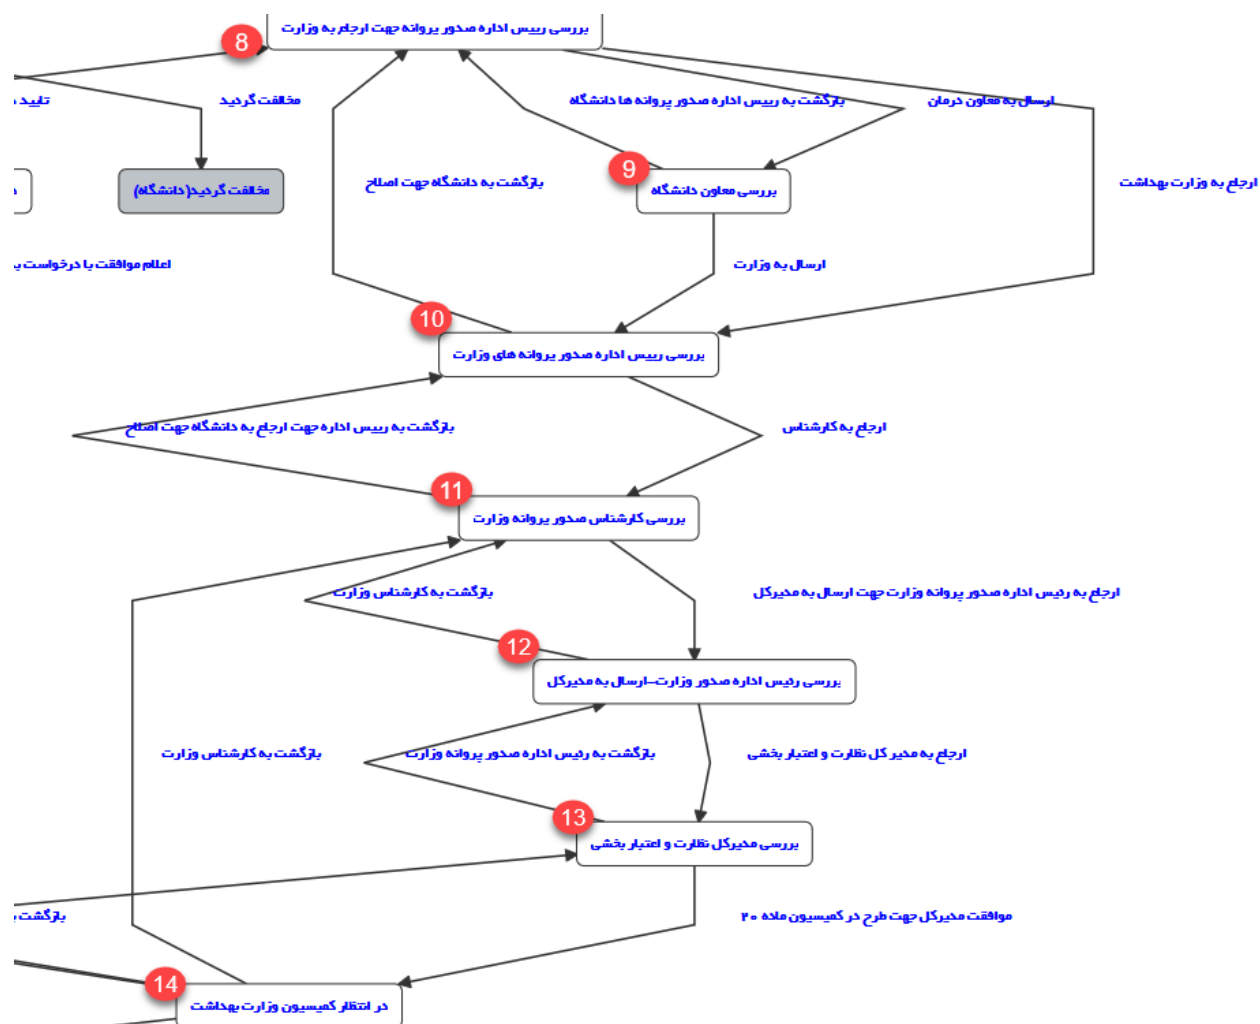 8
بررسی رییس اداره صدور پروانه جهت ارجاع به وزارت
تایید
مخالفت گردید
بازگشت به رییس اداره صدور پروانه ها دانشگاه
ارسال به معاون درمان
9
مخالفت گردید(دانشگاه)
بازگشت به دانشگاه جهت اصلاح
بررسی معاون دانشگاه
ارجاع به وزارت بهداشت
اعلام موافقت با درخواست
ارسال به وزارت
10
بررسی رییس اداره صدور پروانه های وزارت
بازگشت به رییس اداره جهت ارجاع به دانشگاه جهت اصلاح
ارجاع به کارشناس
11
بررسی کارشناس صدور پروانه وزارت
بازگشت به کارشناس وزارت
ارجاع به رئیس اداره صدور پروانه وزارت جهت ارسال به مدیرکل
12
بررسی رئیس اداره صدور وزارت-ارسال به مدیرکل
بازگشت به کارشناس وزارت
بازگشت به رئیس اداره صدور پروانه وزارت
ارجاع به مدیر کل نظارت و اعتبار بخشی
13
بررسی مدیرکل نظارت و اعتبار بخشی
بازگشت
موافقت مدیرکل جهت طرح در کمیسیون ماده ۲۰
14
در انتظار کمیسیون وزارت بهداشت